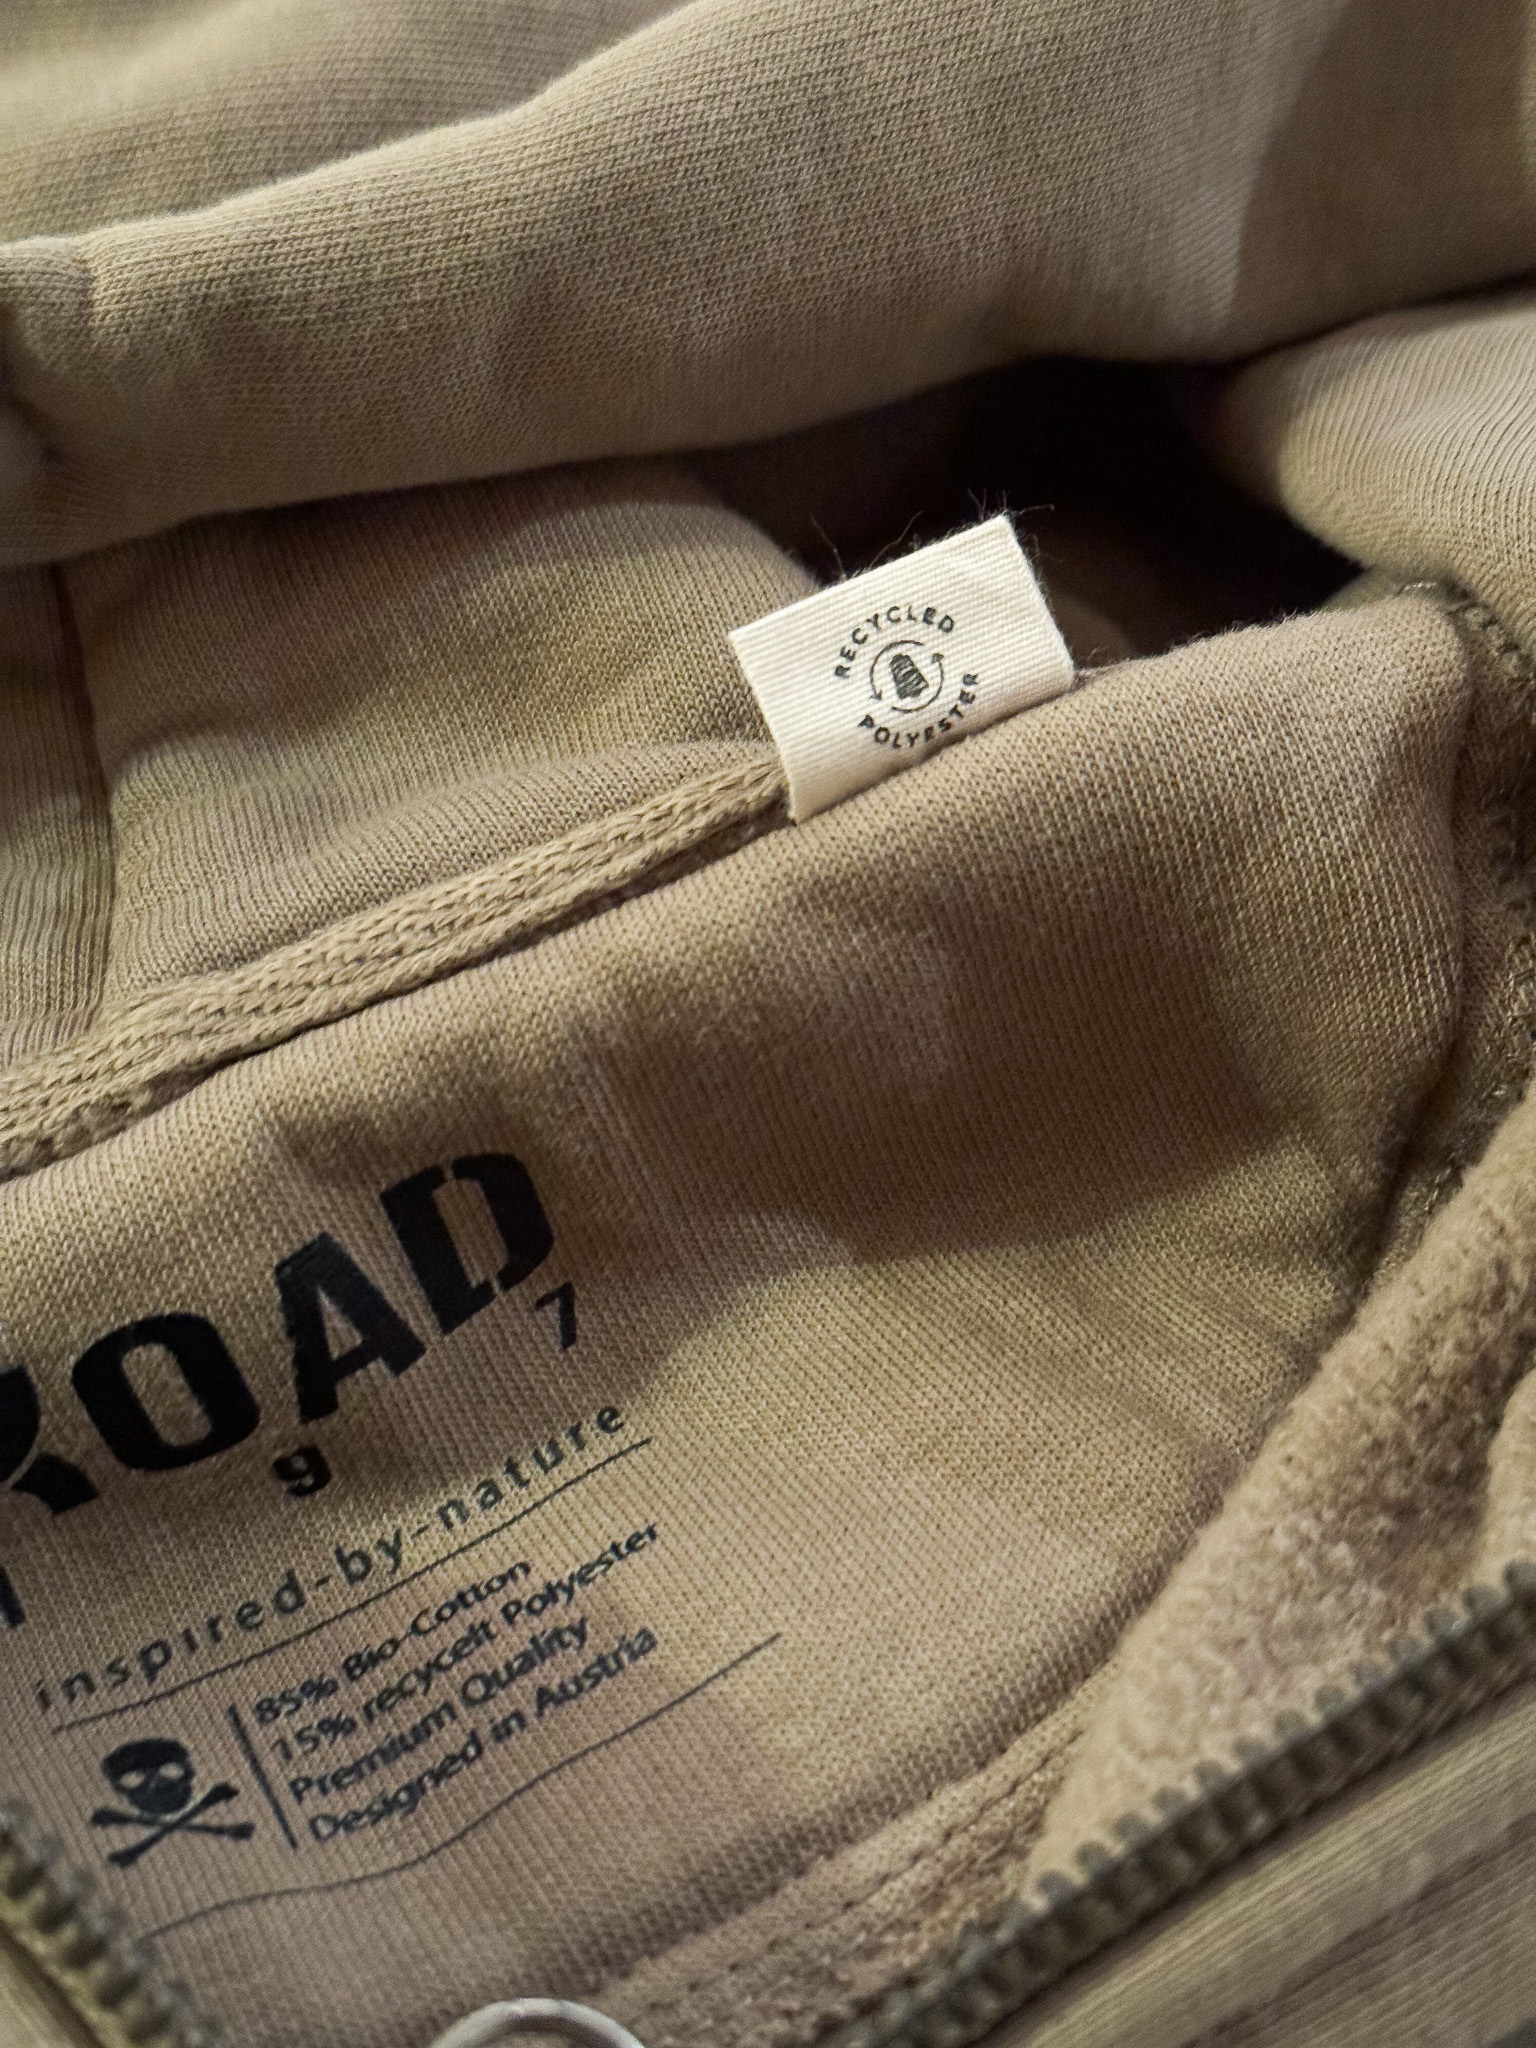 RECYCLED
POLYESTER
ROAD
9
7
inspired-by-nature
85% Bio-Cotton
15% recycelt Polyester
Premium Quality
Designed in Austria